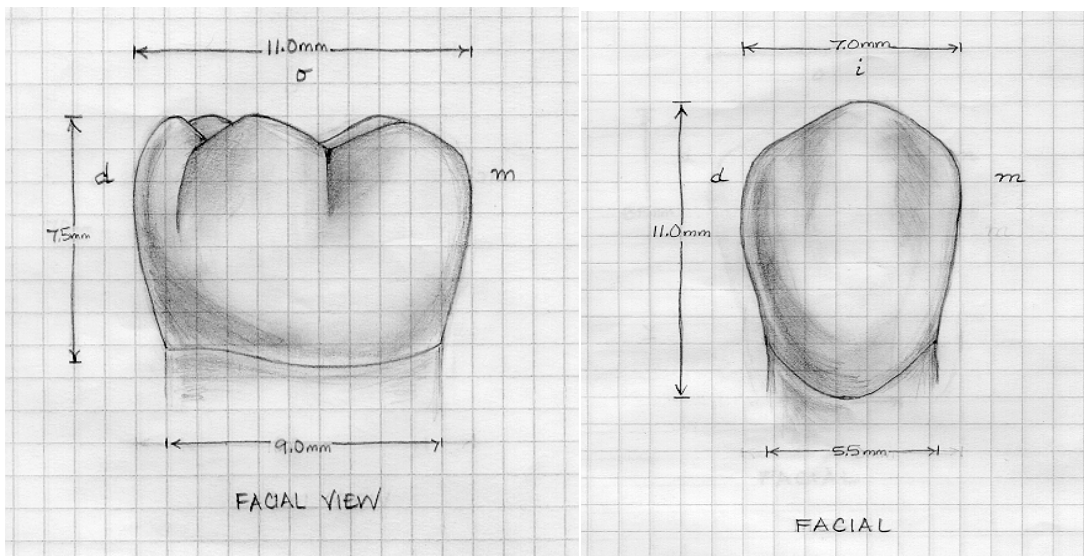 11.0mm
o
d
m
7.5mm
9.0mm
FACIAL VIEW
7.0mm
i
d
m
11.0mm
5.5mm
FACIAL